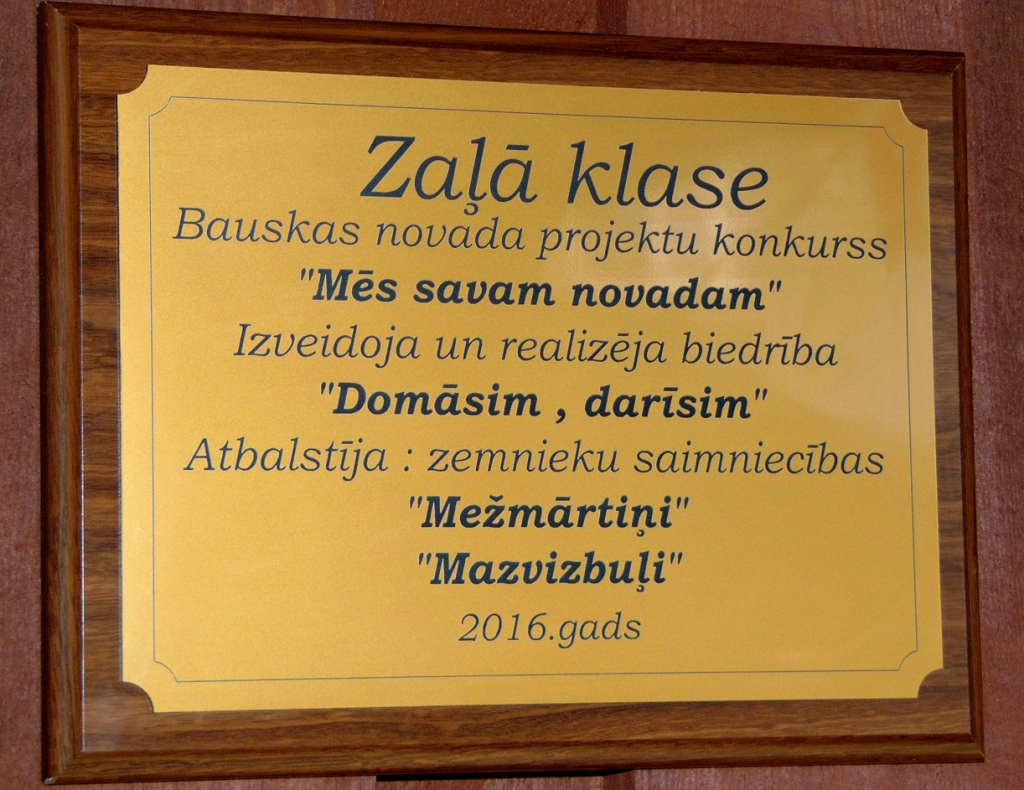 Zaļā klase
Bauskas novada projektu konkurss
"Mēs savam novadam"
Izveidoja un realizēja biedrība
"Domāsim , darīsim"
Atbalstīja : zemnieku saimniecības
"Mežmārtiņi"
"Mazvizbuļi"
2016.gads